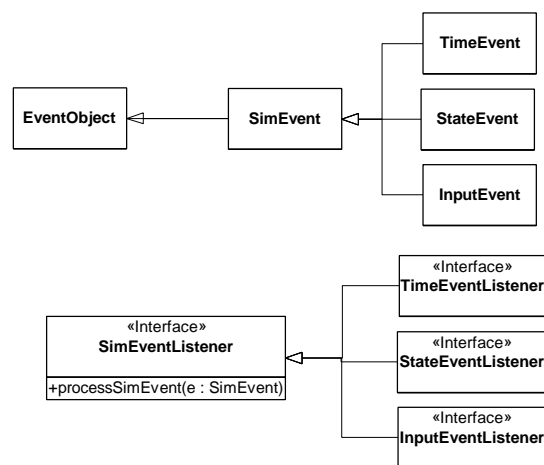 TimeEvent
EventObject
SimEvent
StateEvent
InputEvent
«Interface»
SimEventListener
+processSimEvent(e : SimEvent)
«Interface»
TimeEventListener
«Interface»
StateEventListener
«Interface»
InputEventListener